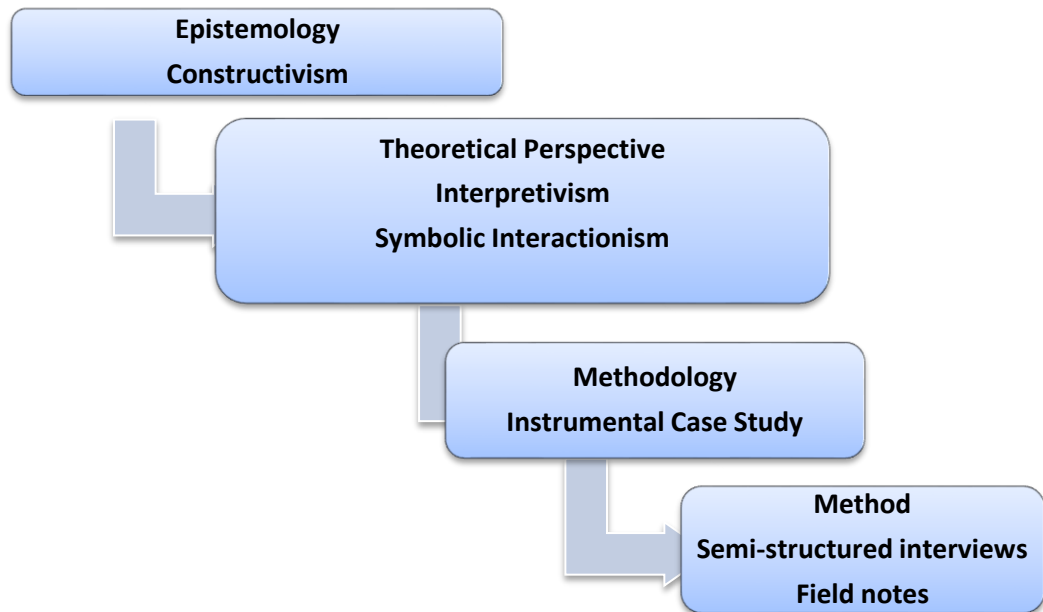 Epistemology
Constructivism
Theoretical Perspective
Interpretivism
Symbolic Interactionism
Methodology
Instrumental Case Study
Method
Semi-structured interviews
Field notes